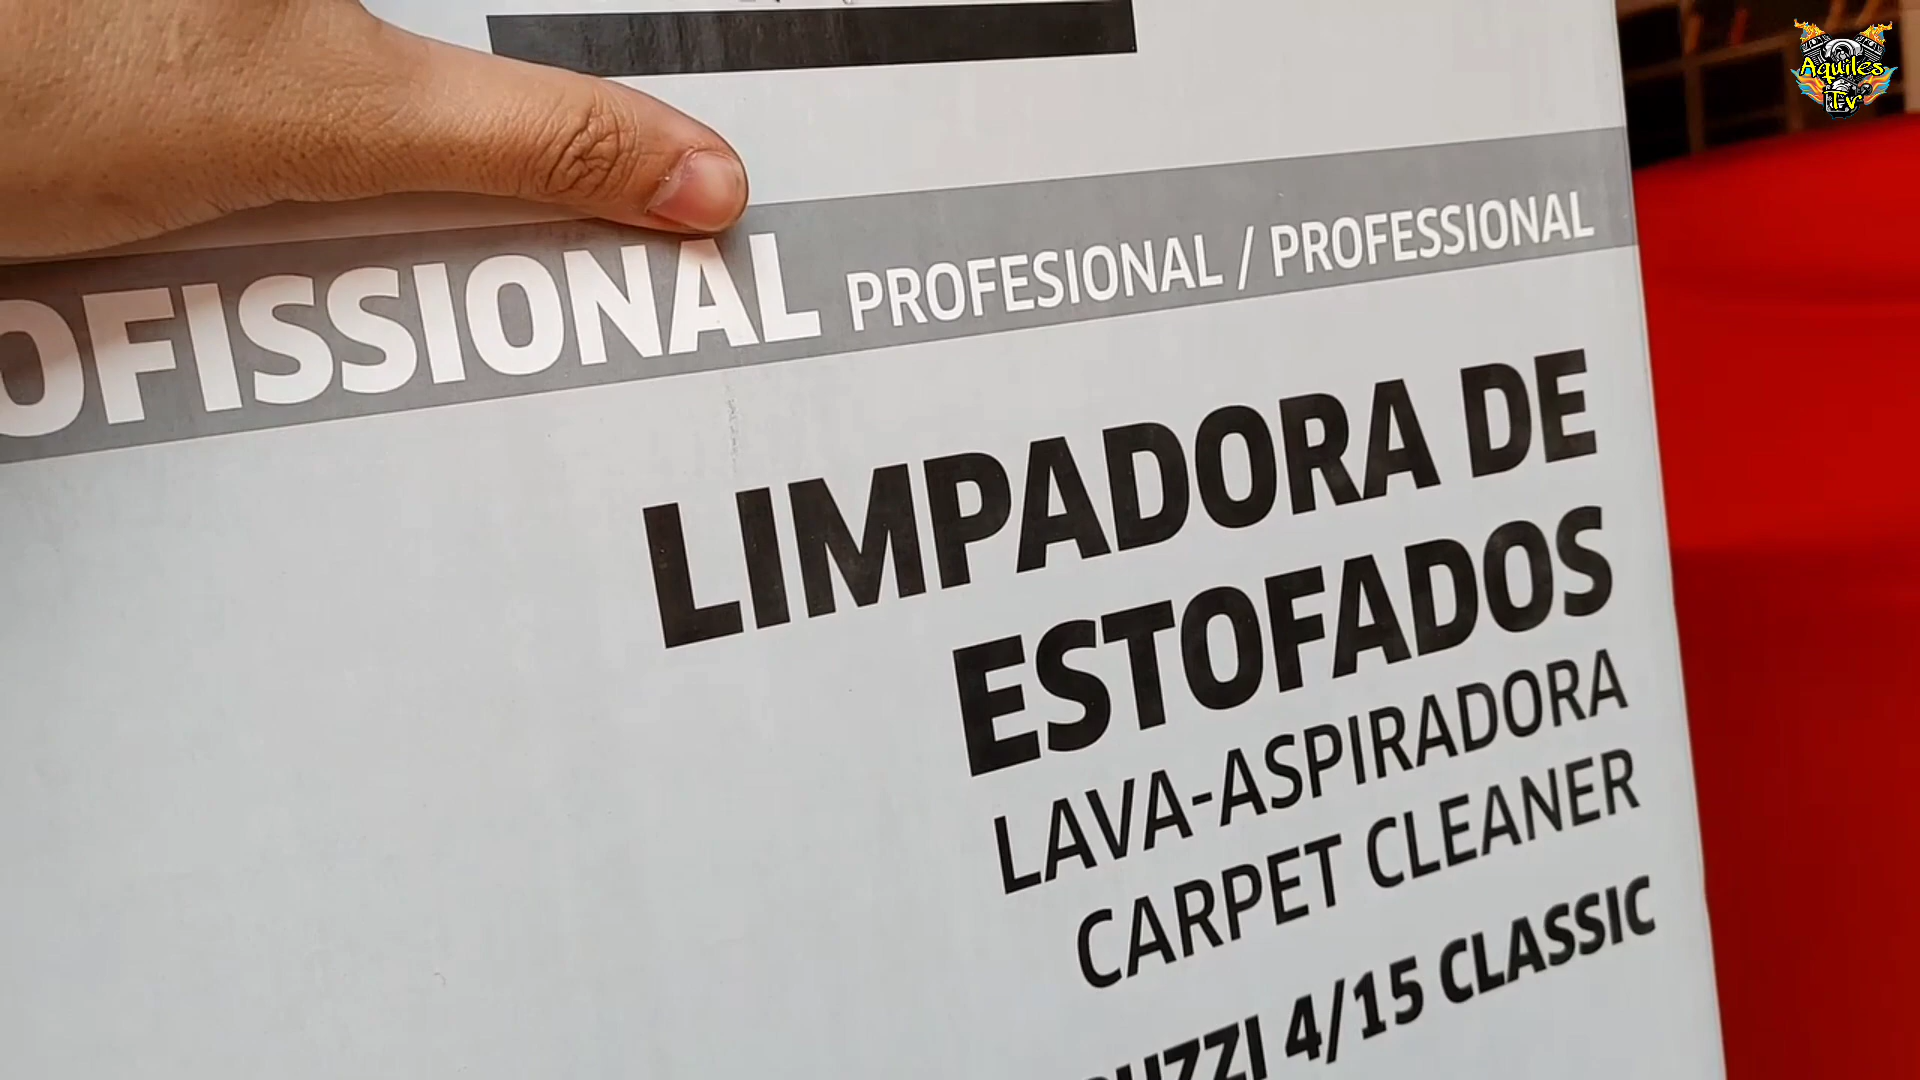 Aquiles
Tv
OFISSIONAL PROFESIONAL / PROFESSIONAL
LIMPADORA DE
ESTOFADOS
LAVA-ASPIRADORA
CARPET CLEANER
4/15 CLASSIC